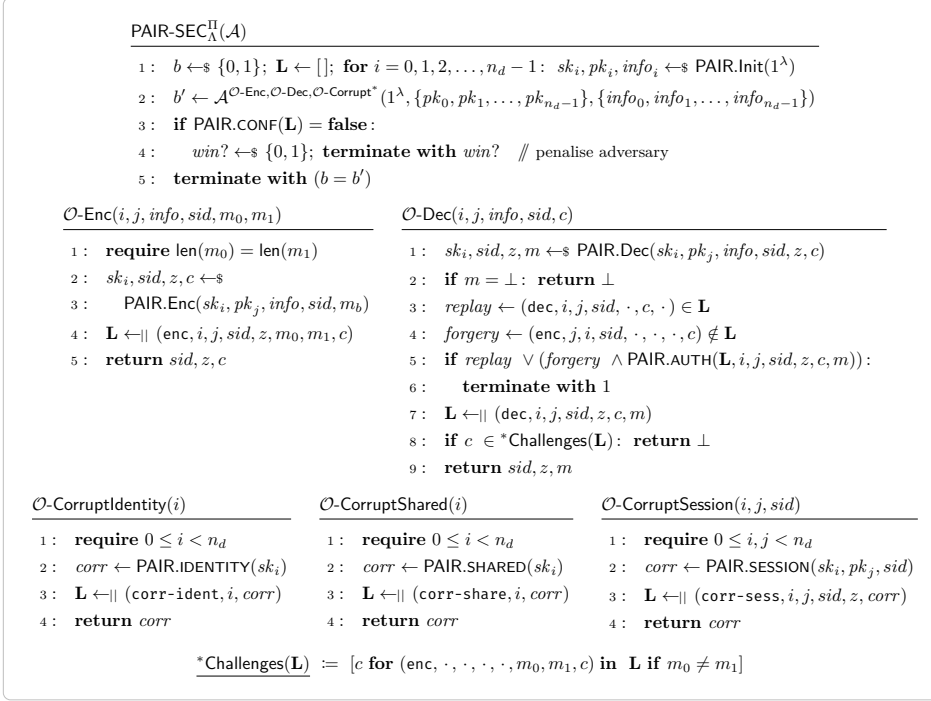 PAIR-SEC^Π_Λ(𝒜)
1 : b ←$ {0, 1}; L ← [ ]; for i = 0, 1, 2, . . . , n_d − 1 : sk_i, pk_i, info_i ←$ PAIR.Init(1^λ)
2 : b′ ← 𝒜^{𝒪-Enc,𝒪-Dec,𝒪-Corrupt*}(1^λ, {pk_0, pk_1, . . . , pk_{n_d−1}}, {info_0, info_1, . . . , info_{n_d−1}})
3 : if PAIR.CONF(L) = false :
4 : win? ←$ {0, 1}; terminate with win? // penalise adversary
5 : terminate with (b = b′)
𝒪-Enc(i, j, info, sid, m_0, m_1)
1 : require len(m_0) = len(m_1)
2 : sk_i, sid, z, c ←$
3 : PAIR.Enc(sk_i, pk_j, info, sid, m_b)
4 : L ←|| (enc, i, j, sid, z, m_0, m_1, c)
5 : return sid, z, c
𝒪-Dec(i, j, info, sid, c)
1 : sk_i, sid, z, m ←$ PAIR.Dec(sk_i, pk_j, info, sid, z, c)
2 : if m = ⊥ : return ⊥
3 : replay ← (dec, i, j, sid, · , c, · ) ∈ L
4 : forgery ← (enc, j, i, sid, · , · , · , c) ∉ L
5 : if replay ∨ (forgery ∧ PAIR.AUTH(L, i, j, sid, z, c, m)) :
6 : terminate with 1
7 : L ←|| (dec, i, j, sid, z, c, m)
8 : if c ∈ *Challenges(L) : return ⊥
9 : return sid, z, m
𝒪-CorruptIdentity(i)
1 : require 0 ≤ i < n_d
2 : corr ← PAIR.IDENTITY(sk_i)
3 : L ←|| (corr-ident, i, corr)
4 : return corr
𝒪-CorruptShared(i)
1 : require 0 ≤ i < n_d
2 : corr ← PAIR.SHARED(sk_i)
3 : L ←|| (corr-share, i, corr)
4 : return corr
𝒪-CorruptSession(i, j, sid)
1 : require 0 ≤ i, j < n_d
2 : corr ← PAIR.SESSION(sk_i, pk_j, sid)
3 : L ←|| (corr-sess, i, j, sid, z, corr)
4 : return corr
*Challenges(L) := [c for (enc, · , · , · , · , m_0, m_1, c) in L if m_0 ≠ m_1]